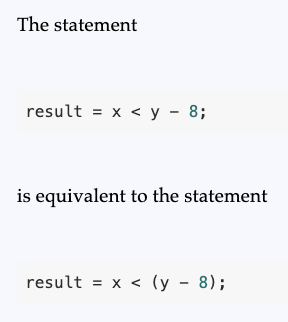 The statement
result = x < y - 8;
is equivalent to the statement
result = x < (y - 8);